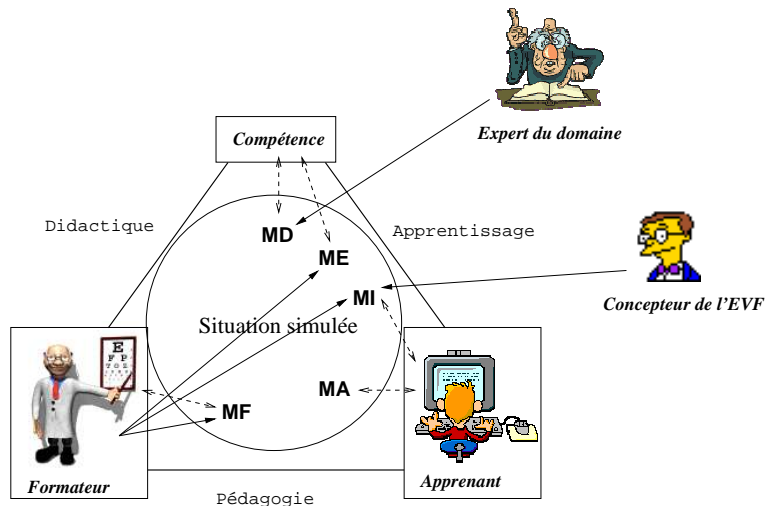 Expert du domaine
Compétence
Didactique
Apprentissage
MD
ME
MI
Concepteur de l'EVF
Situation simulée
E
F P
MA
MF
Formateur
Apprenant
Pédagogie